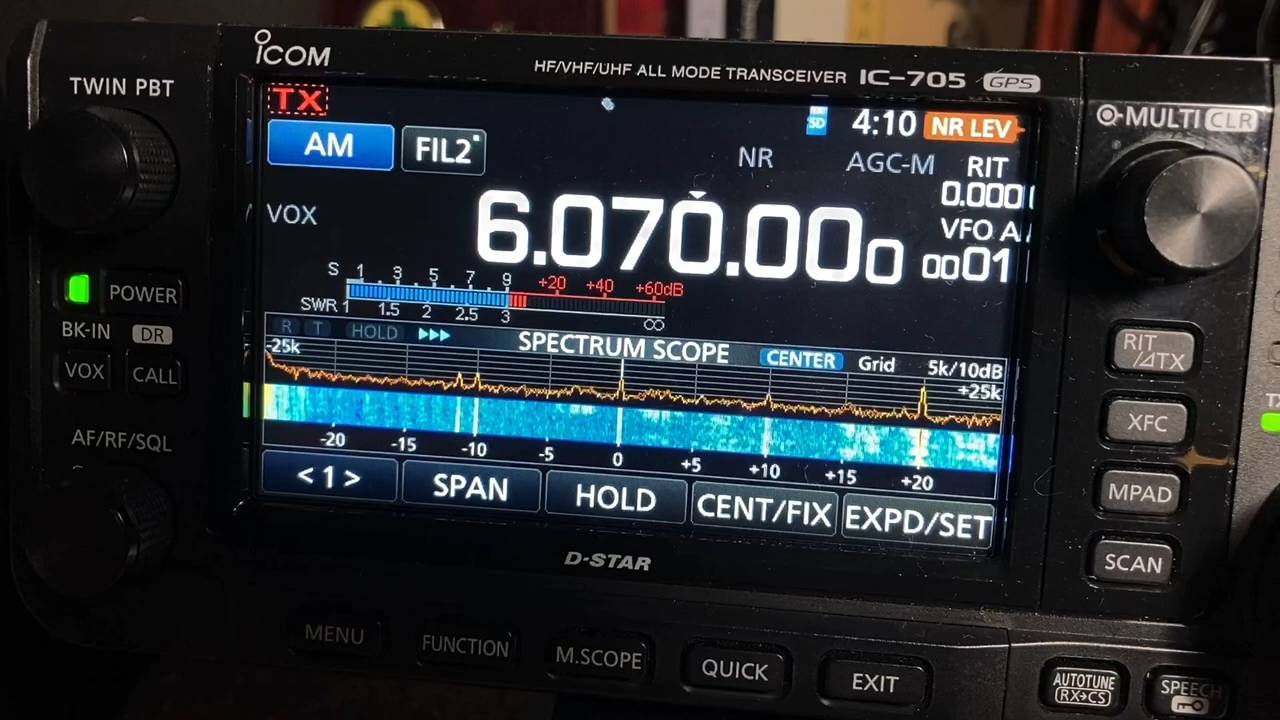 iCOM
HF/VHF/UHF ALL MODE TRANSCEIVER IC-705 GPS
TWIN PBT
MULTI CLR
TX
SD 4:10 NR LEV
AM FIL2
NR AGC-M RIT
0.000
VOX
6.070.000
VFO A
0001
S 1 3 5 7 9 +20 +40 +60dB
SWR 1 1.5 2 2.5 3 ∞
POWER
BK-IN DR
VOX CALL
R T HOLD SPECTRUM SCOPE CENTER Grid 5k/10dB
-25k +25k
RIT/⊿TX
XFC
AF/RF/SQL
-20 -15 -10 -5 0 +5 +10 +15 +20
<1> SPAN HOLD CENT/FIX EXPD/SET
MPAD
SCAN
D-STAR
MENU FUNCTION M.SCOPE QUICK EXIT
AUTOTUNE SPEECH
RX→CS